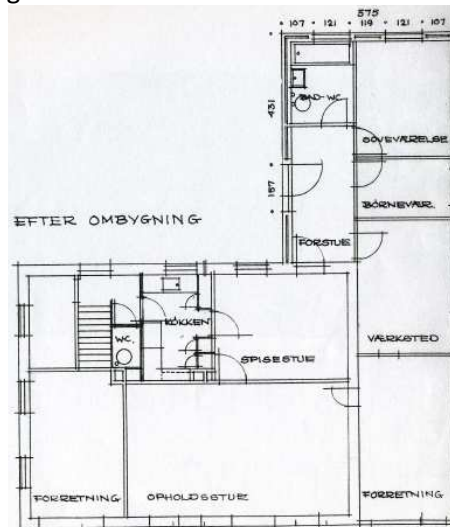 575
107 121 119 121 107
431
BAD-WC.
SOVEVÆRELSE
157
BÖRNEVÆR.
EFTER OMBYGNING
FORSTUE
KÖKKEN
WC.
SPISESTUE
VÆRKSTED
FORRETNING
OPHOLDSSTUE
FORRETNING